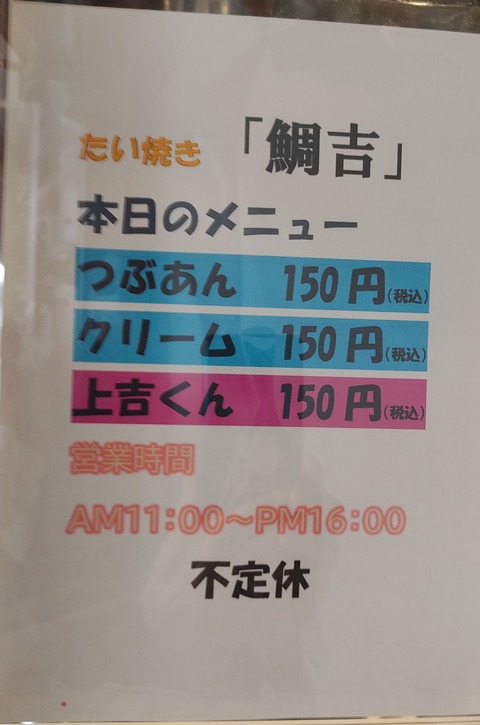 たい焼き 「鯛吉」
本日のメニュー
つぶあん 150円(税込)
クリーム 150円(税込)
上吉くん 150円(税込)
営業時間
AM11:00～PM16:00
不定休